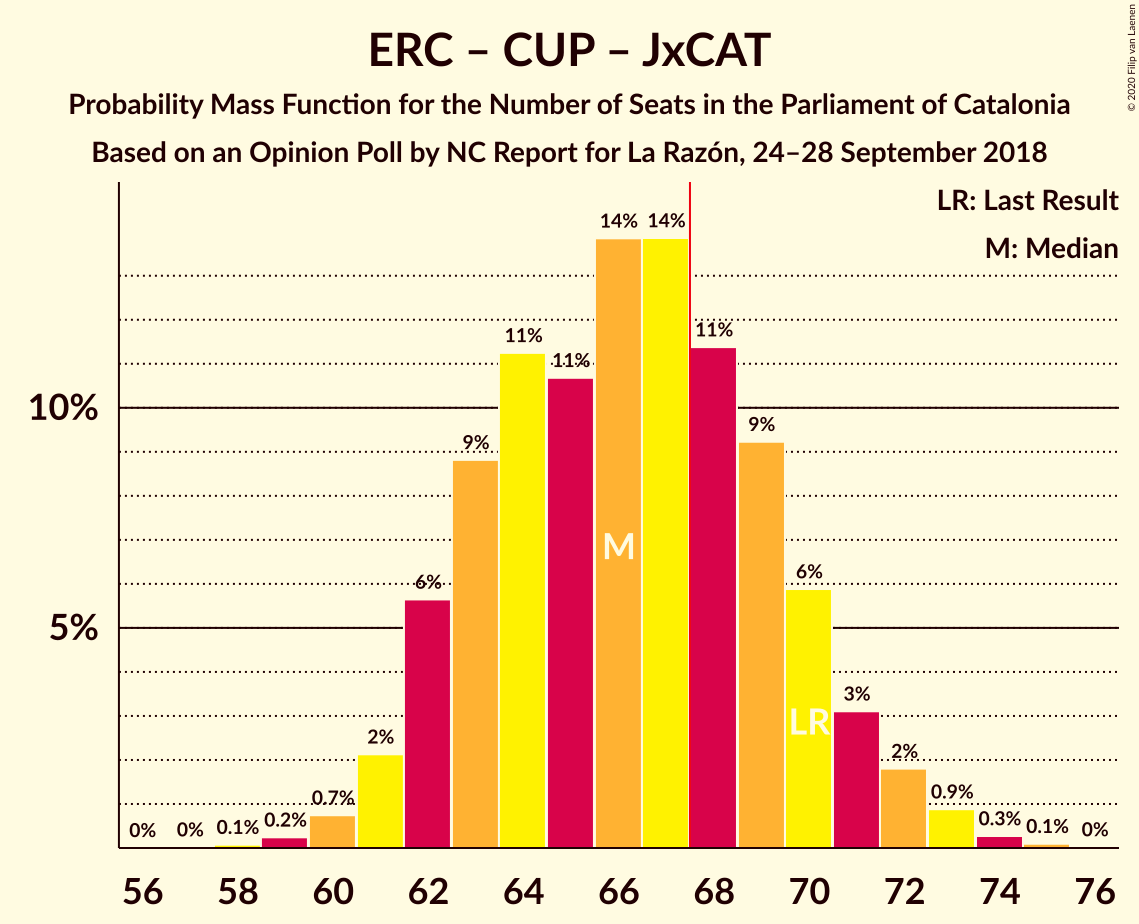 ERC – CUP – JxCAT
Probability Mass Function for the Number of Seats in the Parliament of Catalonia
Based on an Opinion Poll by NC Report for La Razón, 24–28 September 2018
© 2020 Filip van Laenen
LR: Last Result
M: Median
14% 14%
11% 11% 11%
10%
9% 9%
M
6% 6%
5%
3%
LR
2% 2%
0.7% 0.9%
0% 0% 0.1% 0.2% 0.3% 0.1% 0%
56 58 60 62 64 66 68 70 72 74 76